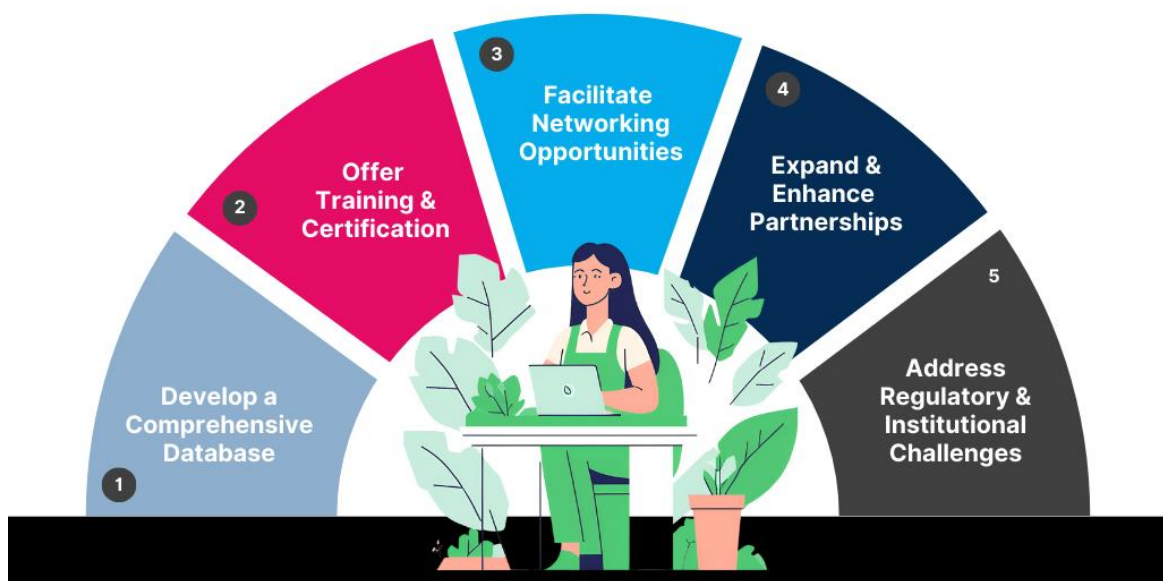 1
Develop a
Comprehensive
Database
2
Offer
Training &
Certification
3
Facilitate
Networking
Opportunities
4
Expand &
Enhance
Partnerships
5
Address
Regulatory &
Institutional
Challenges